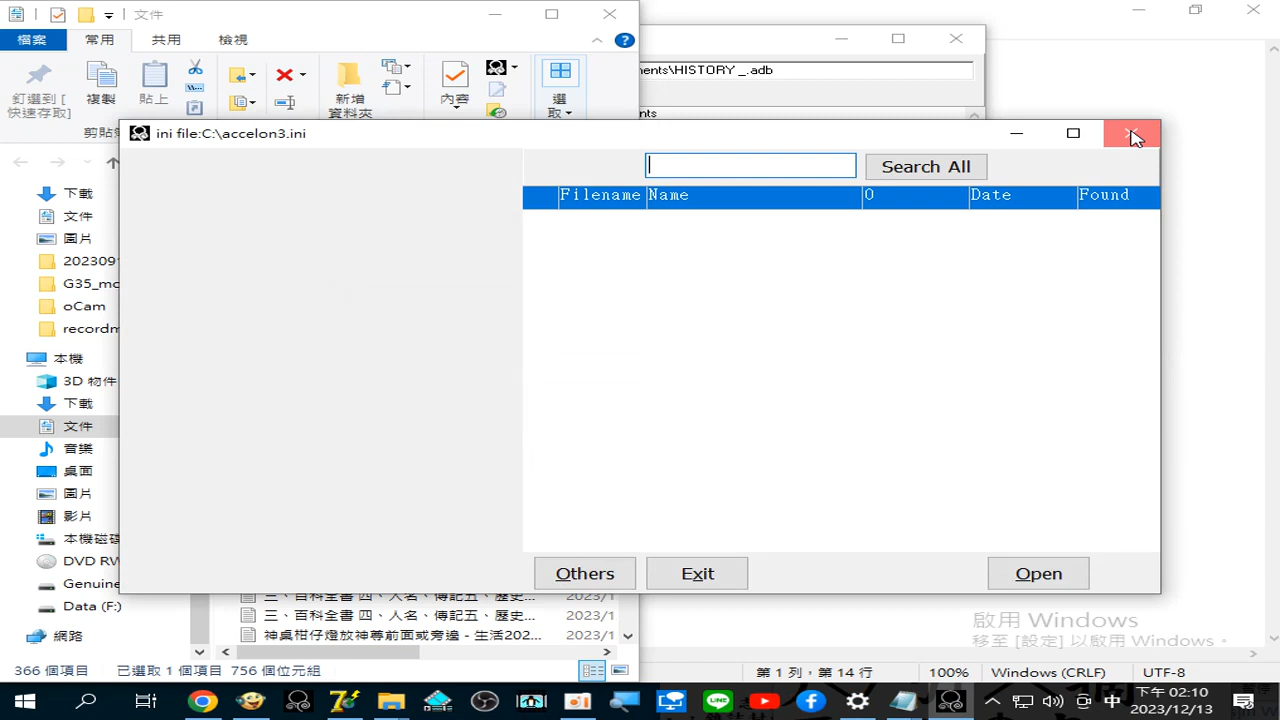 文件
檔案 常用 共用 檢視
釘選到 [
快速存取]
複製
貼上
新增
資料夾
內容
選
取
剪貼
ments\HISTORY _.adb
ments
ini file:C:\accelon3.ini
Search All
Filename Name O Date Found
下載
文件
圖片
2023091
G35_mo
oCam
recordm
本機
3D 物件
下載
文件
音樂
桌面
圖片
影片
本機磁碟
DVD RW
Genuine
Data (F:)
網路
Others Exit Open
三、百科全書 四、人名、傳記五、歷史... 2023/1
三、百科全書 四、人名、傳記五、歷史... 2023/1
神桌柑仔燈放神尊前面或旁邊 - 生活202... 2023/1
366 個項目 已選取 1 個項目 756 個位元組
啟用 Windows
移至 [設定] 以啟用 Windows。
第 1 列，第 14 行 100% Windows (CRLF) UTF-8
中
下午 02:10
2023/12/13